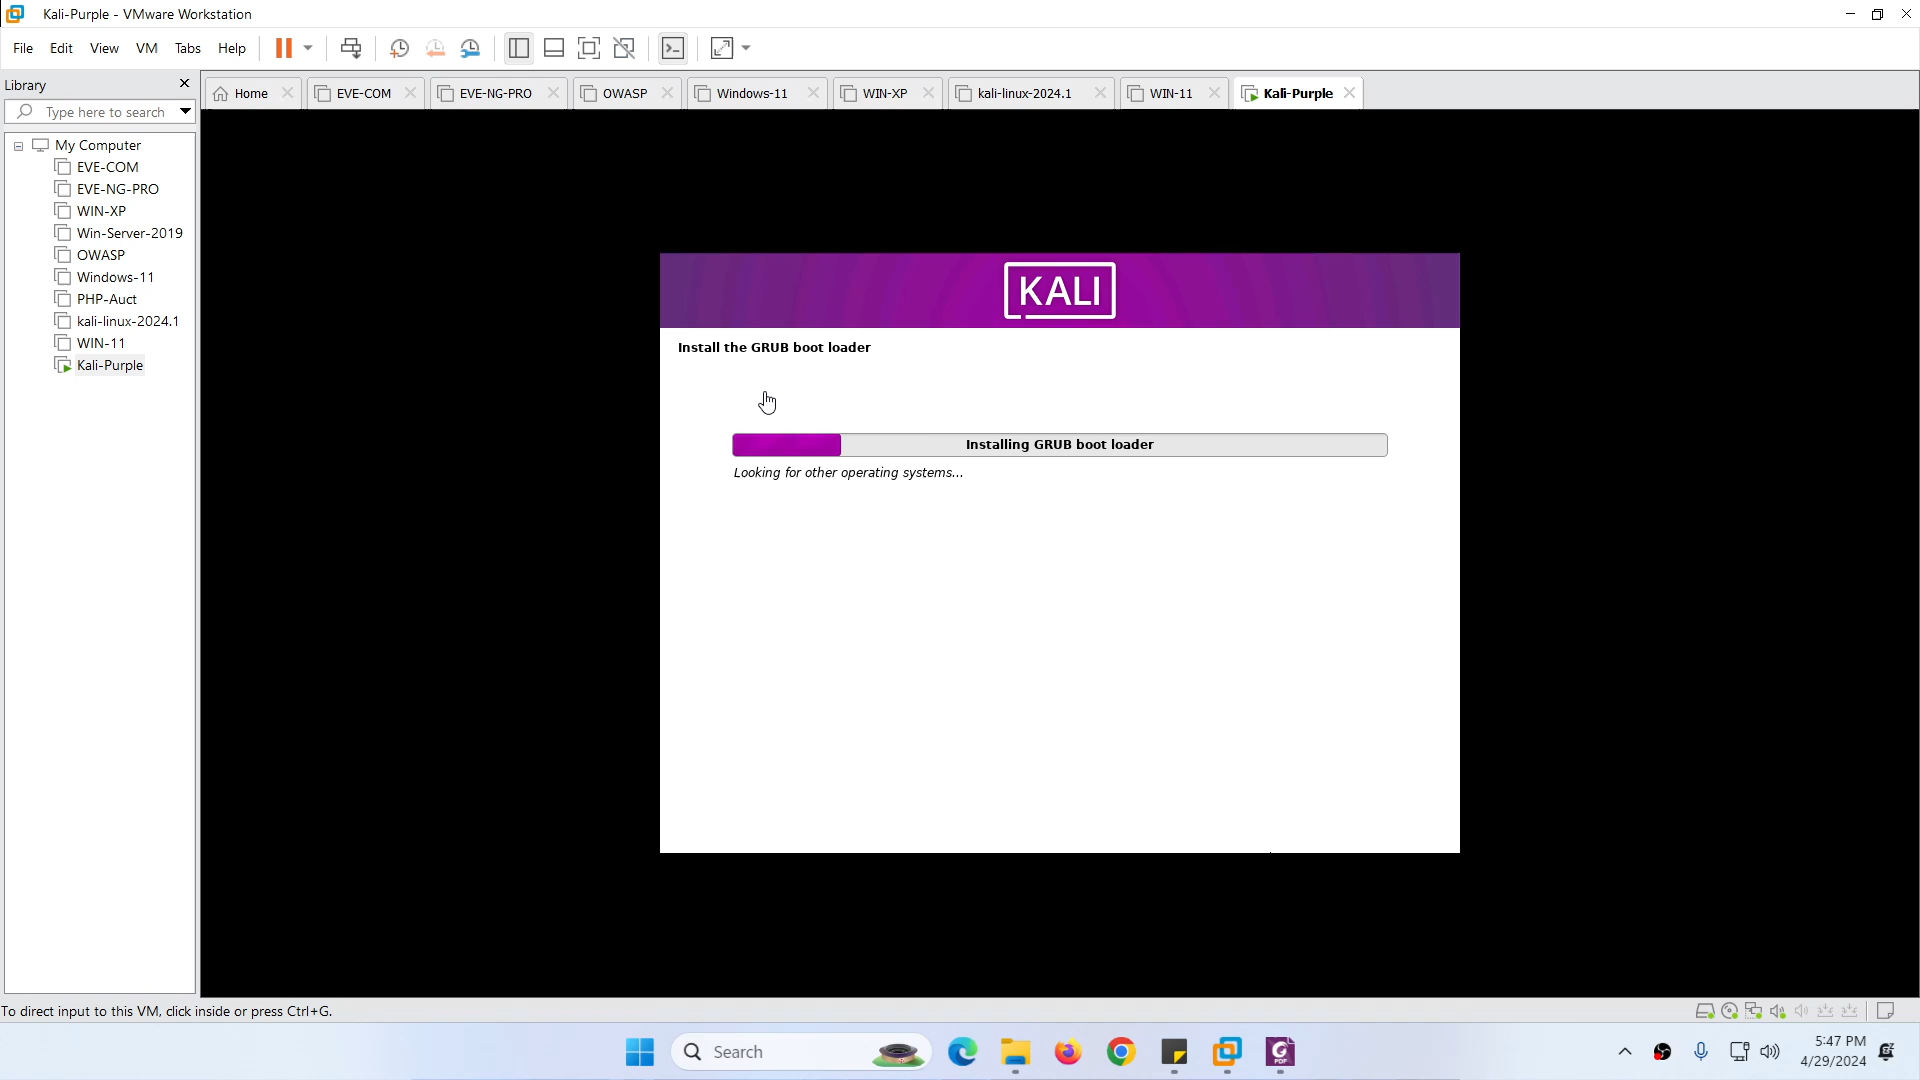 Kali-Purple - VMware Workstation
File Edit View VM Tabs Help
Library
Type here to search
Home
EVE-COM
EVE-NG-PRO
OWASP
Windows-11
WIN-XP
kali-linux-2024.1
WIN-11
Kali-Purple
My Computer
EVE-COM
EVE-NG-PRO
WIN-XP
Win-Server-2019
OWASP
Windows-11
PHP-Auct
kali-linux-2024.1
WIN-11
Kali-Purple
KALI
Install the GRUB boot loader
Installing GRUB boot loader
Looking for other operating systems...
To direct input to this VM, click inside or press Ctrl+G.
Search
PDF
5:47 PM
4/29/2024